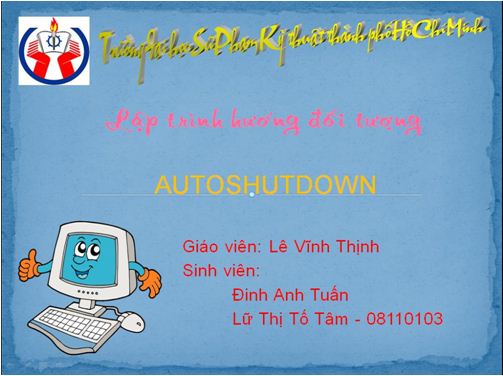 Trường Đại học Sư Phạm Kỹ thuật thành phố Hồ Chí Minh
Lập trình hướng đối tượng
AUTOSHUTDOWN
Giáo viên: Lê Vĩnh Thịnh
Sinh viên:
Đinh Anh Tuấn
Lữ Thị Tố Tâm - 08110103